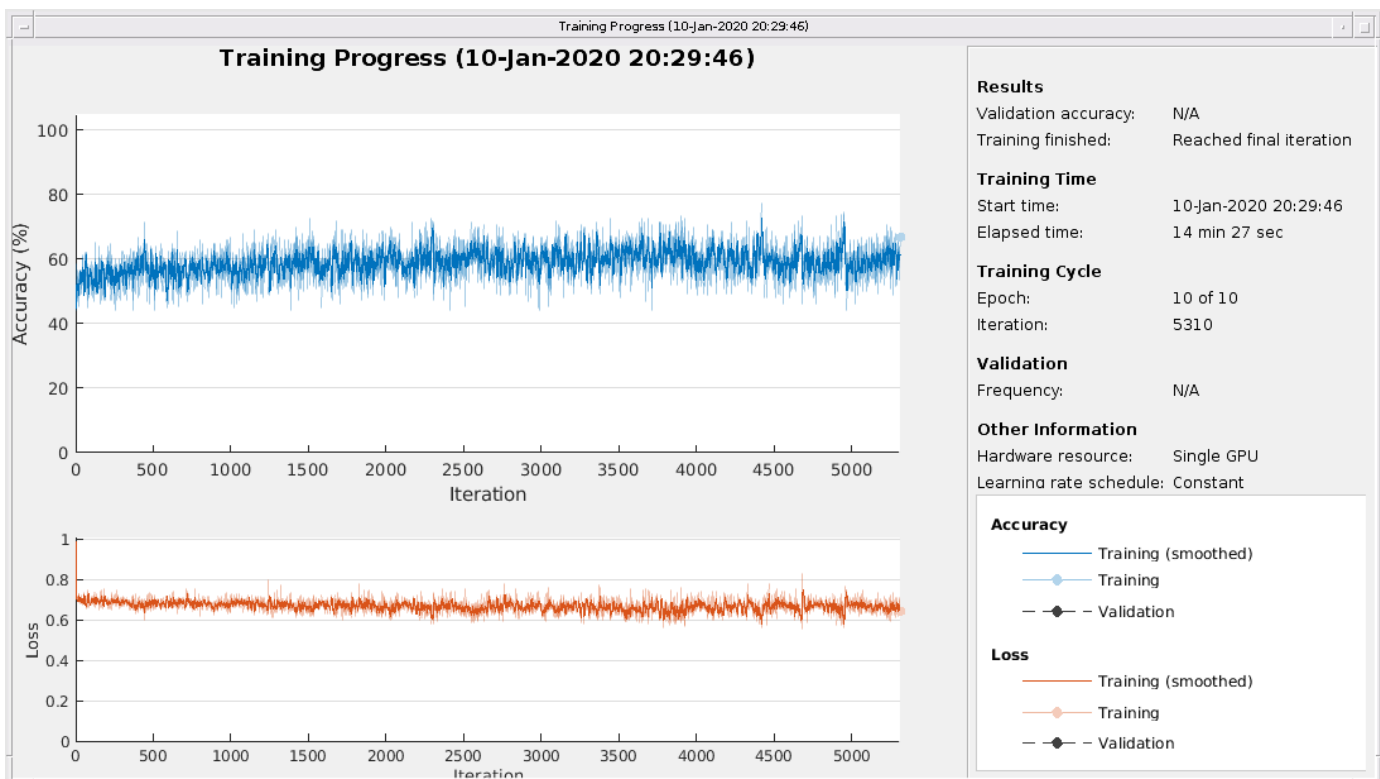 Training Progress (10-Jan-2020 20:29:46)
Training Progress (10-Jan-2020 20:29:46)
100
80
60
40
20
0
Accuracy (%)
0 500 1000 1500 2000 2500 3000 3500 4000 4500 5000
Iteration
1
0.8
0.6
0.4
0.2
0
Loss
0 500 1000 1500 2000 2500 3000 3500 4000 4500 5000
Iteration
Results
Validation accuracy: N/A
Training finished: Reached final iteration
Training Time
Start time: 10-Jan-2020 20:29:46
Elapsed time: 14 min 27 sec
Training Cycle
Epoch: 10 of 10
Iteration: 5310
Validation
Frequency: N/A
Other Information
Hardware resource: Single GPU
Learning rate schedule: Constant
Accuracy
Training (smoothed)
Training
Validation
Loss
Training (smoothed)
Training
Validation